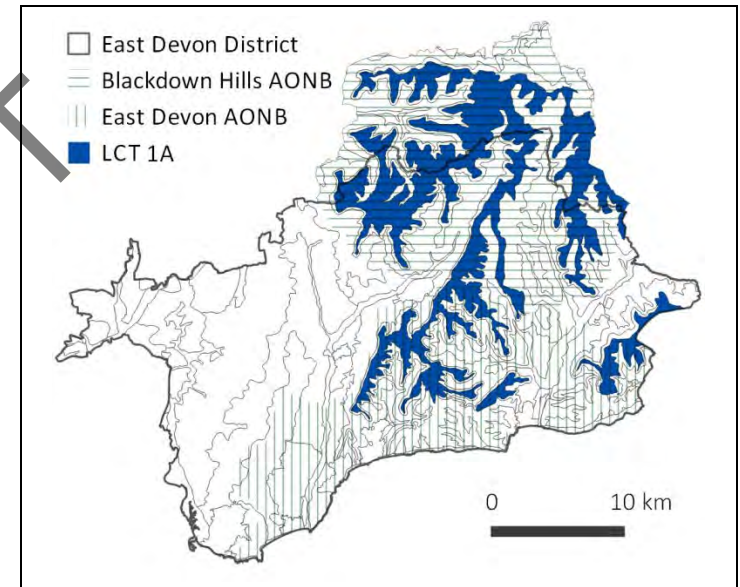 East Devon District
Blackdown Hills AONB
East Devon AONB
LCT 1A
0 10 km